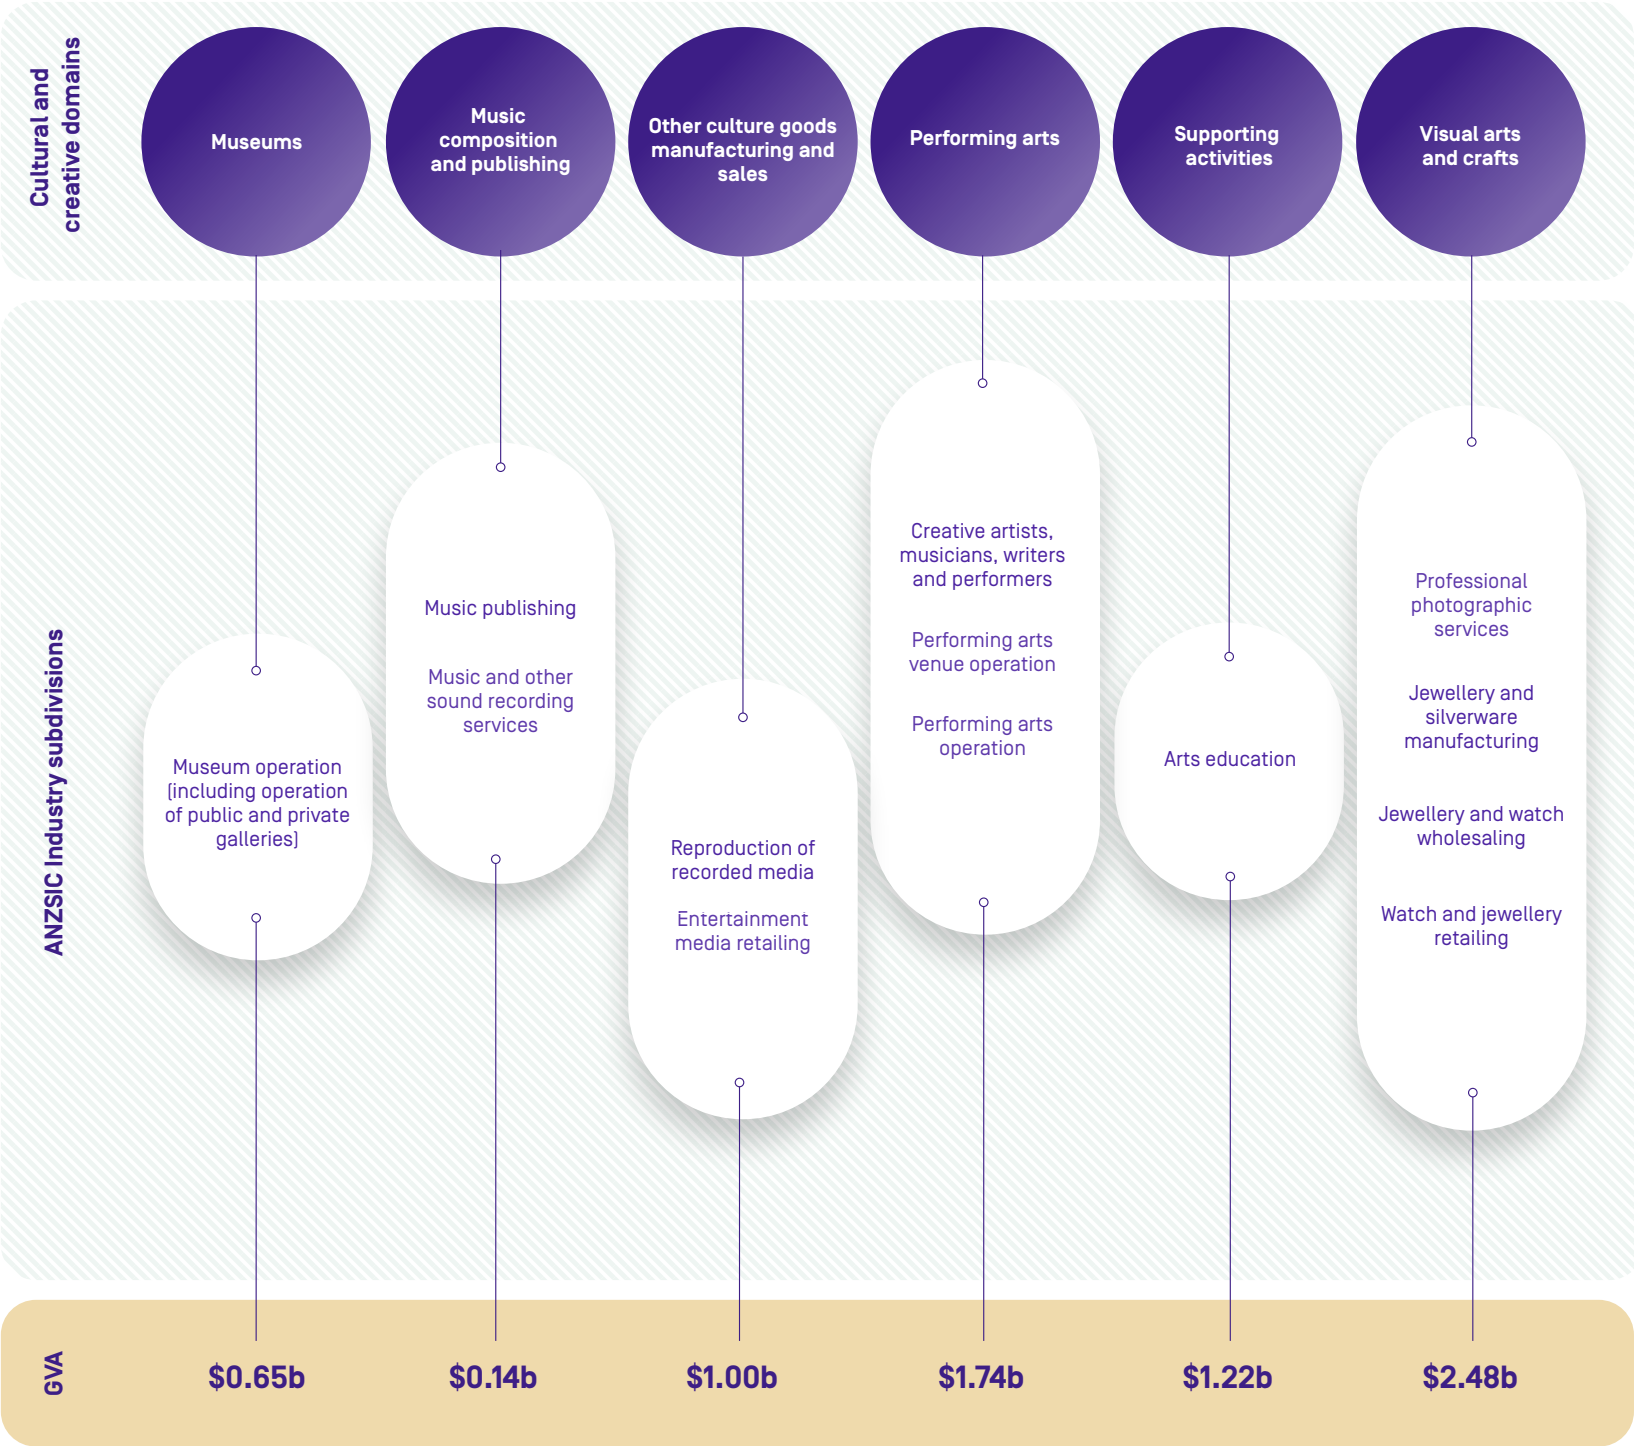 Cultural and
creative domains
Museums
Music
composition
and publishing
Other culture goods
manufacturing and
sales
Performing arts
Supporting
activities
Visual arts
and crafts
ANZSIC Industry subdivisions
Museum operation
(including operation
of public and private
galleries)
Music publishing
Music and other
sound recording
services
Reproduction of
recorded media
Entertainment
media retailing
Creative artists,
musicians, writers
and performers
Performing arts
venue operation
Performing arts
operation
Arts education
Professional
photographic
services
Jewellery and
silverware
manufacturing
Jewellery and watch
wholesaling
Watch and jewellery
retailing
GVA
$0.65b
$0.14b
$1.00b
$1.74b
$1.22b
$2.48b